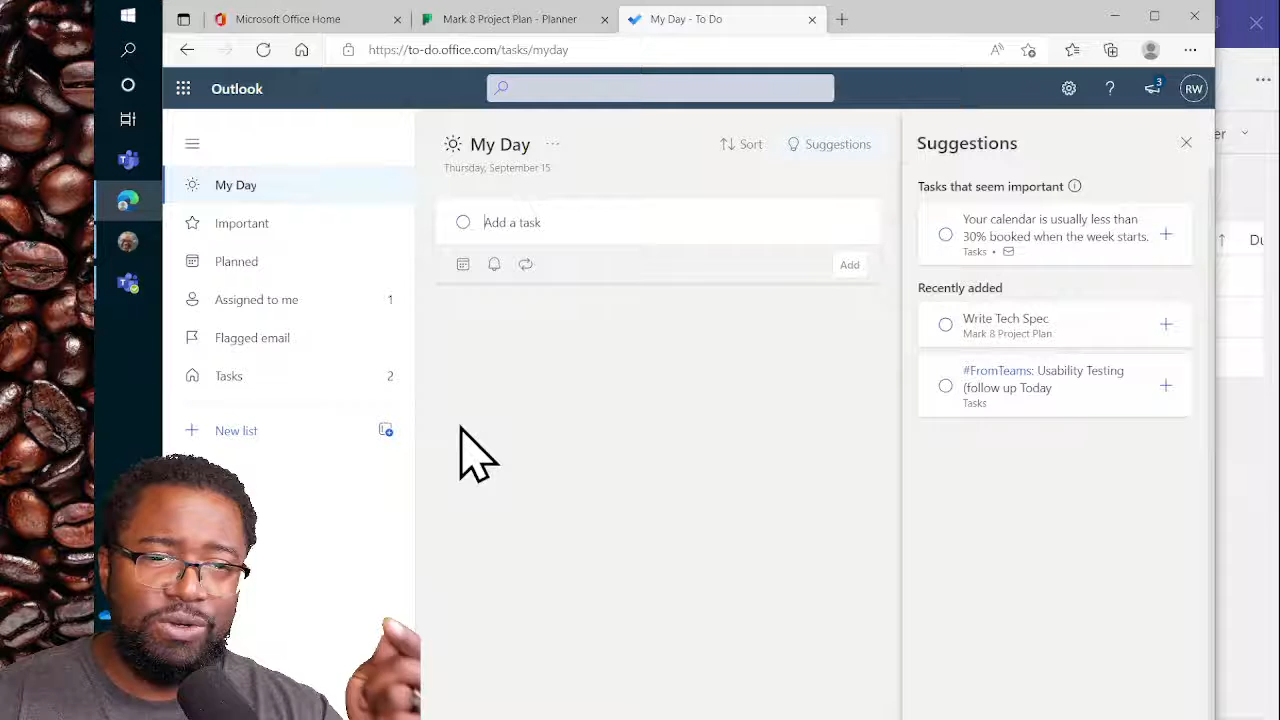 Microsoft Office Home
Mark 8 Project Plan - Planner
My Day - To Do
https://to-do.office.com/tasks/myday
Outlook
3
RW
My Day
Important
Planned
Assigned to me 1
Flagged email
Tasks 2
New list
My Day
Sort
Suggestions
Thursday, September 15
Add a task
Add
Suggestions
Tasks that seem important
Your calendar is usually less than
30% booked when the week starts.
Tasks •
Recently added
Write Tech Spec
Mark 8 Project Plan
#FromTeams: Usability Testing
(follow up Today
Tasks
er
Du